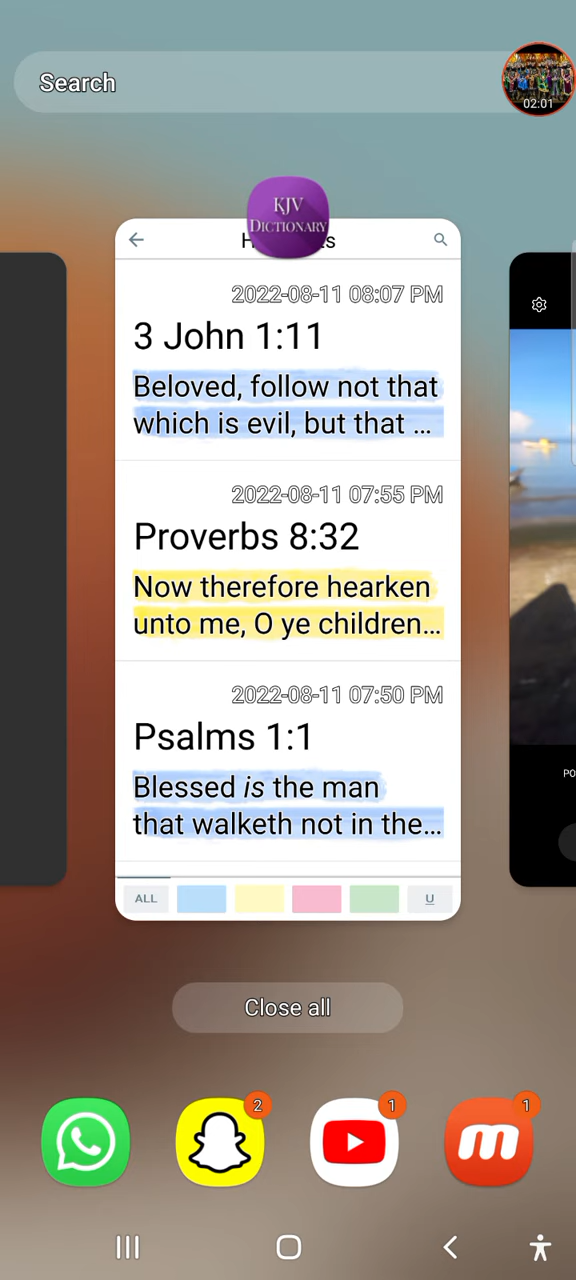 Search
02:01
KJV
DICTIONARY
2022-08-11 08:07 PM
3 John 1:11
Beloved, follow not that
which is evil, but that ...
2022-08-11 07:55 PM
Proverbs 8:32
Now therefore hearken
unto me, O ye children...
2022-08-11 07:50 PM
Psalms 1:1
Blessed is the man
that walketh not in the...
ALL
U
PO
Close all
2
1
1